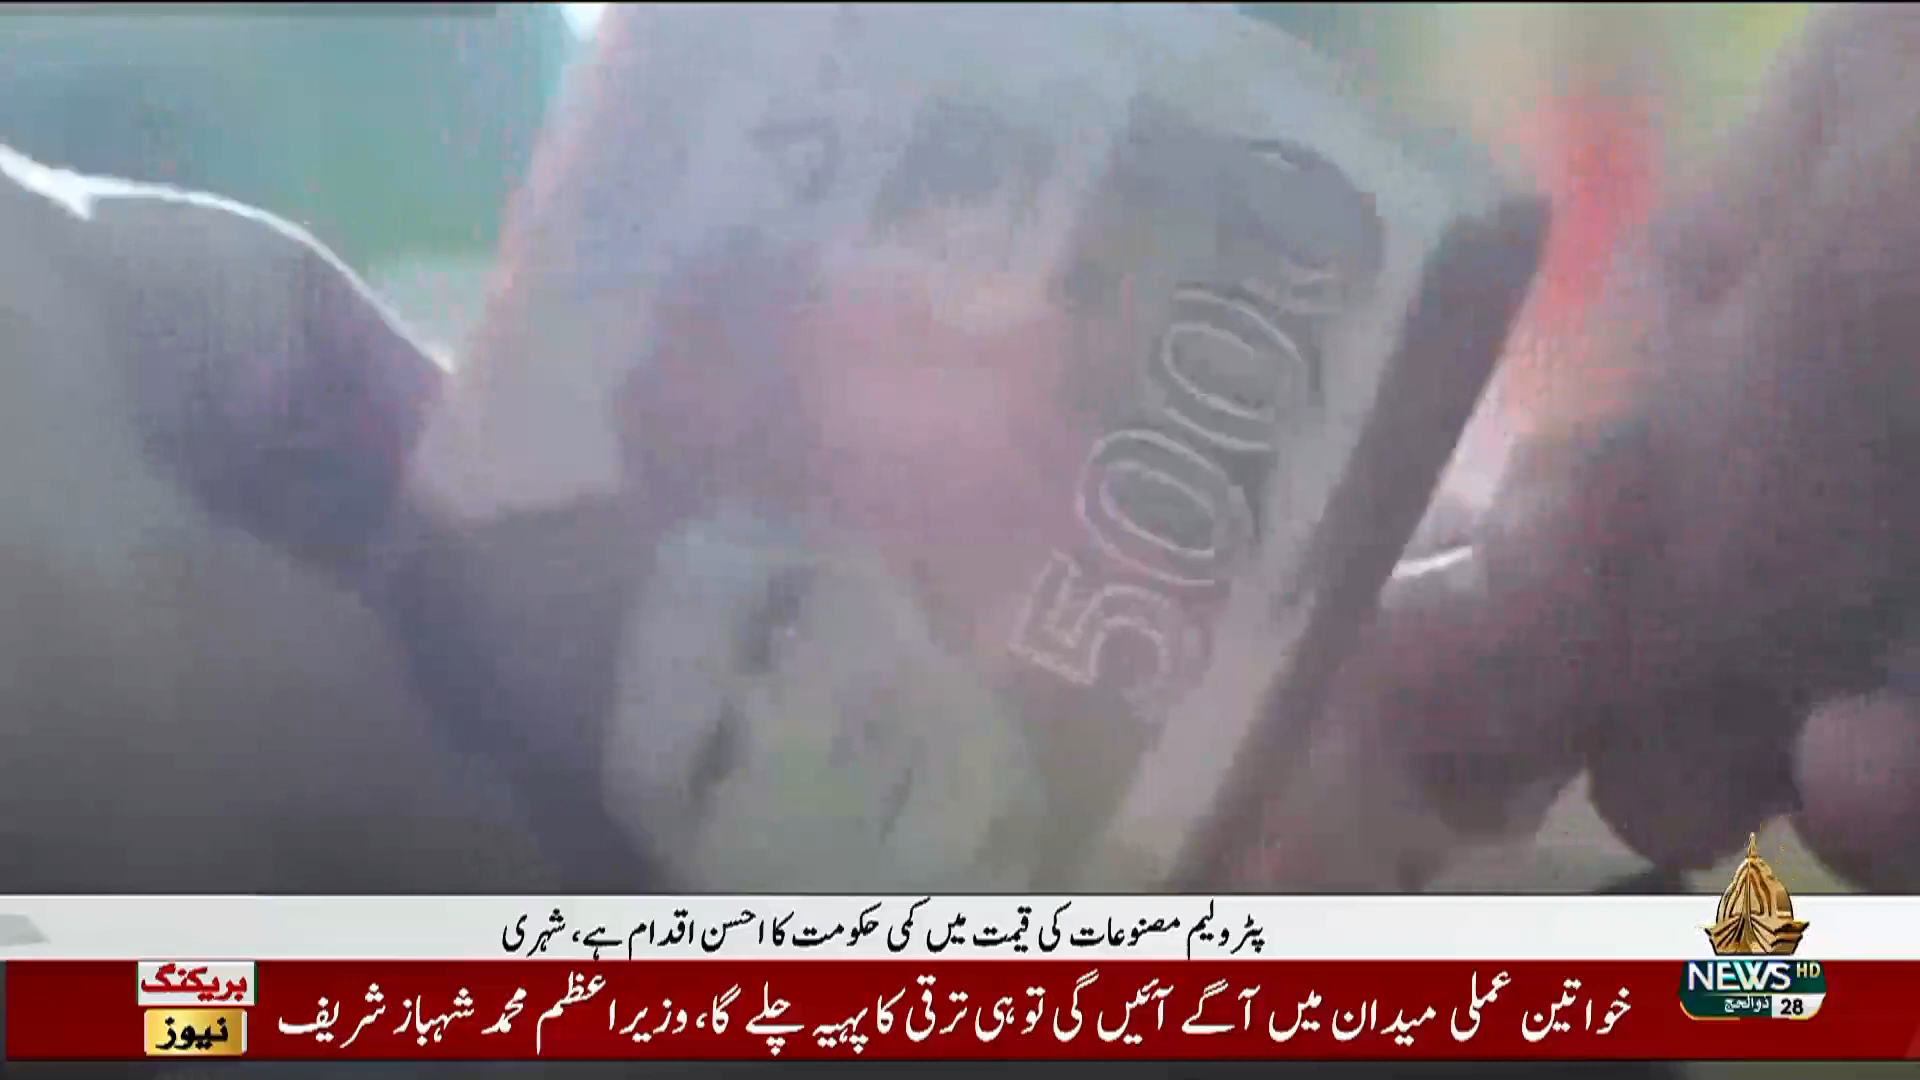 500
پٹرولیم مصنوعات کی قیمت میں کمی حکومت کا احسن اقدام ہے، شہری
NEWS HD
28 ذوالحج
خواتین عملی میدان میں آگے آئیں گی تو ہی ترقی کا پہیہ چلے گا، وزیراعظم محمد شہباز شریف
بریکنگ
نیوز